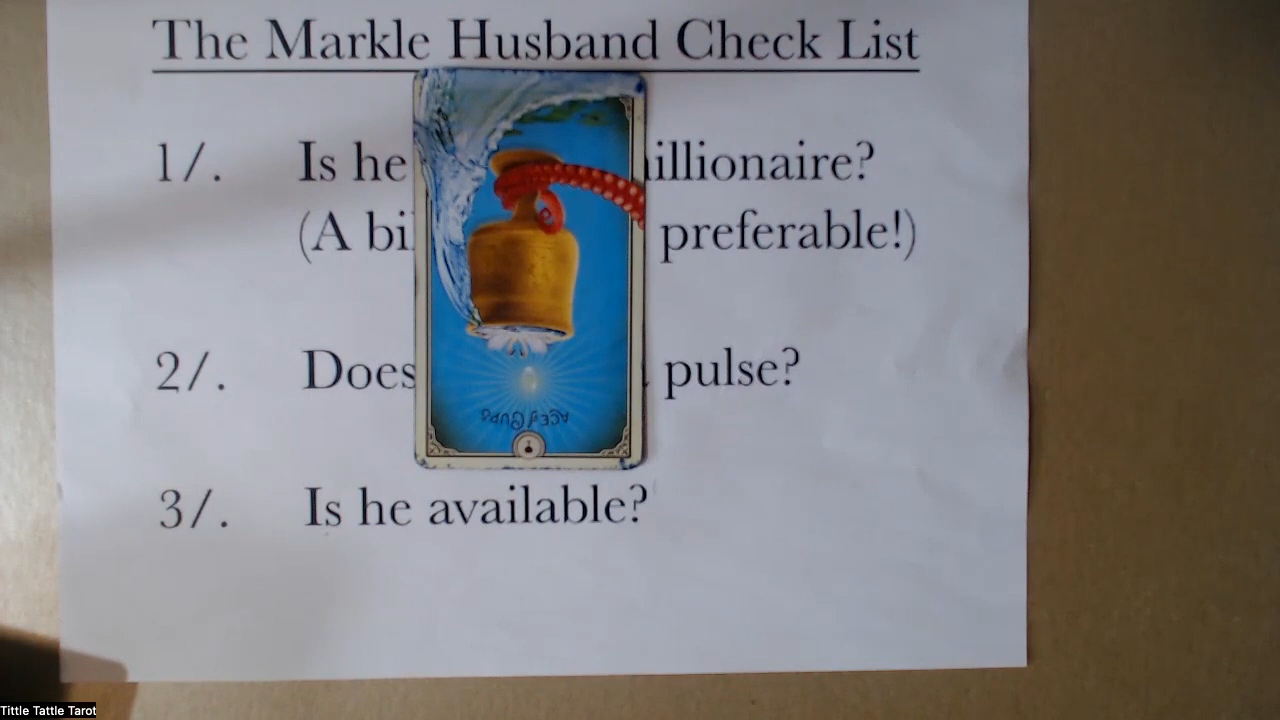 The Markle Husband Check List
1/. Is he illionaire?
(A bil preferable!)
2/. Does pulse?
Ace of Cups
3/. Is he available?
Tittle Tattle Tarot